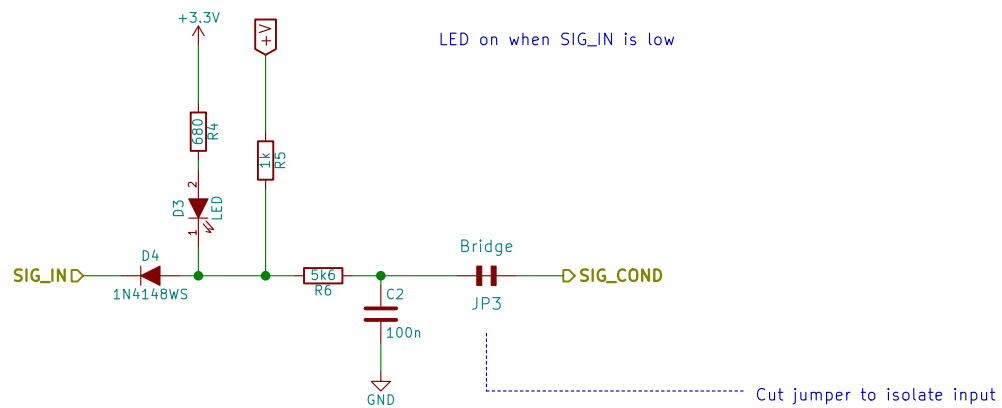 +3.3V
+V
LED on when SIG_IN is low
680
R4
1k
R5
2
D3
LED
1
D4
Bridge
SIG_IN
5k6
SIG_COND
1N4148WS
R6
C2
JP3
100n
GND
Cut jumper to isolate input